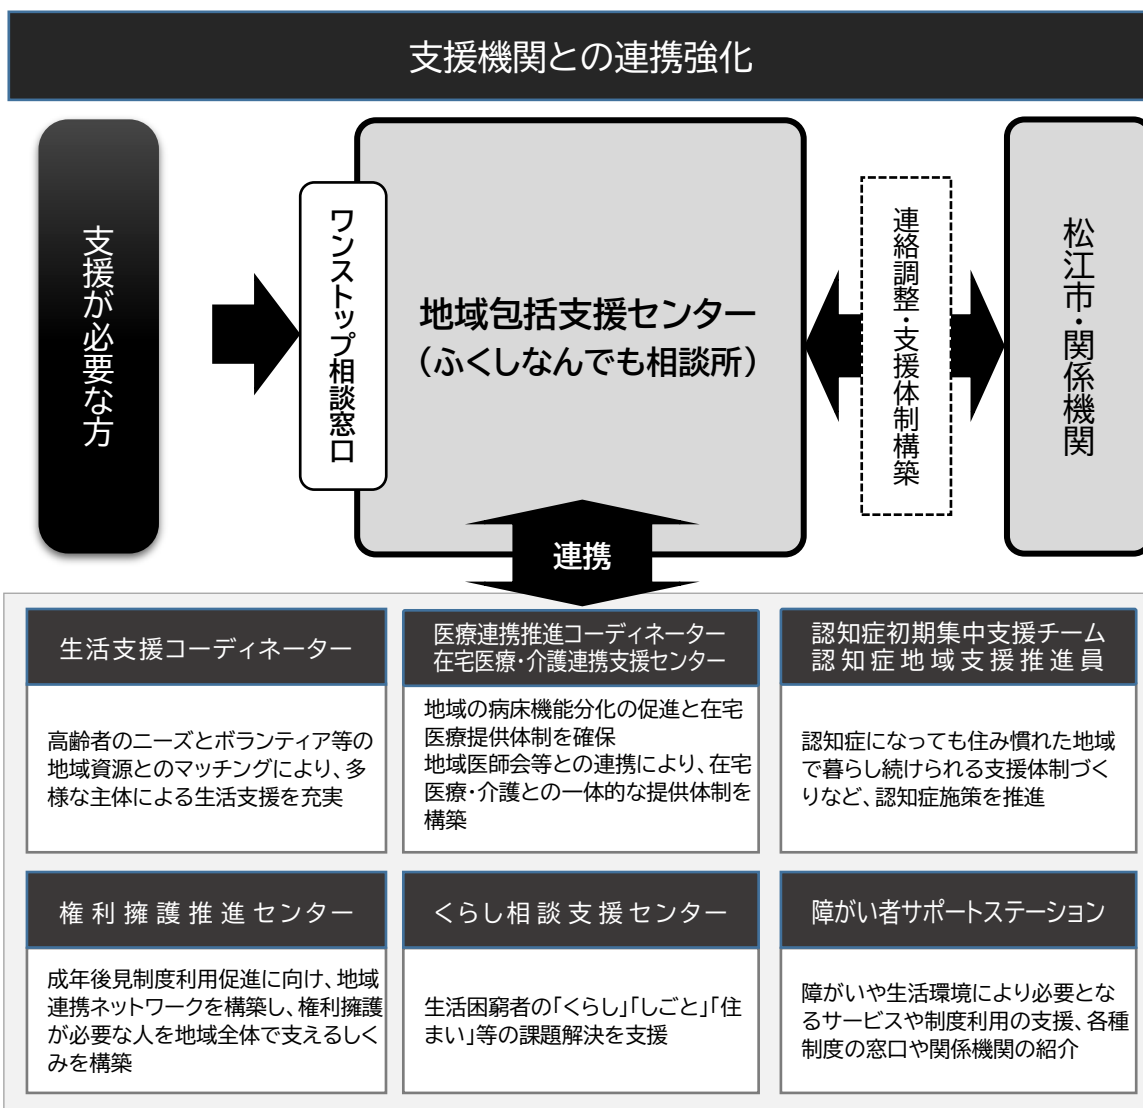 支援機関との連携強化
支援が必要な方
ワンストップ相談窓口
地域包括支援センター
（ふくしなんでも相談所）
連絡調整・支援体制構築
松江市・関係機関
連携
生活支援コーディネーター
高齢者のニーズとボランティア等の
地域資源とのマッチングにより、多
様な主体による生活支援を充実
医療連携推進コーディネーター
在宅医療・介護連携支援センター
地域の病床機能分化の促進と在宅
医療提供体制を確保
地域医師会等との連携により、在宅
医療・介護との一体的な提供体制を
構築
認知症初期集中支援チーム
認知症地域支援推進員
認知症になっても住み慣れた地域
で暮らし続けられる支援体制づく
りなど、認知症施策を推進
権利擁護推進センター
成年後見制度利用促進に向け、地域
連携ネットワークを構築し、権利擁護
が必要な人を地域全体で支えるしく
みを構築
くらし相談支援センター
生活困窮者の「くらし」「しごと」「住
まい」等の課題解決を支援
障がい者サポートステーション
障がいや生活環境により必要とな
るサービスや制度利用の支援、各種
制度の窓口や関係機関の紹介